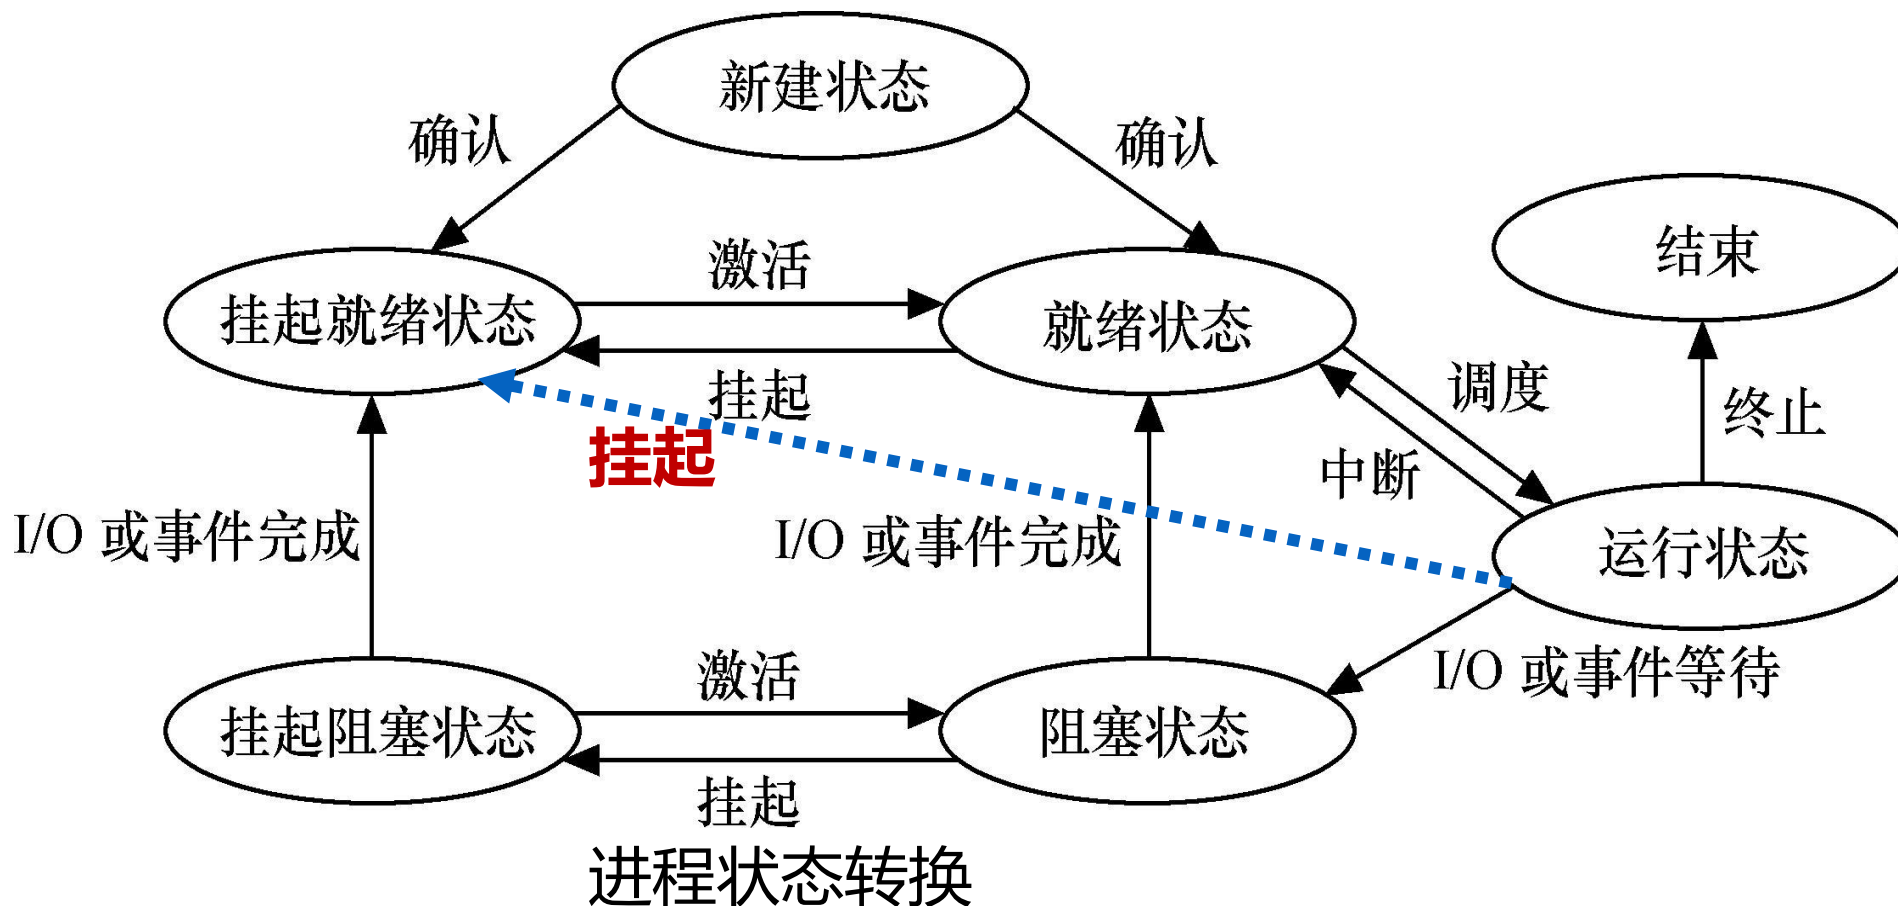 新建状态
确认
确认
结束
激活
挂起就绪状态
就绪状态
挂起
调度
终止
挂起
中断
I/O 或事件完成
I/O 或事件完成
运行状态
激活
I/O 或事件等待
挂起阻塞状态
阻塞状态
挂起
进程状态转换